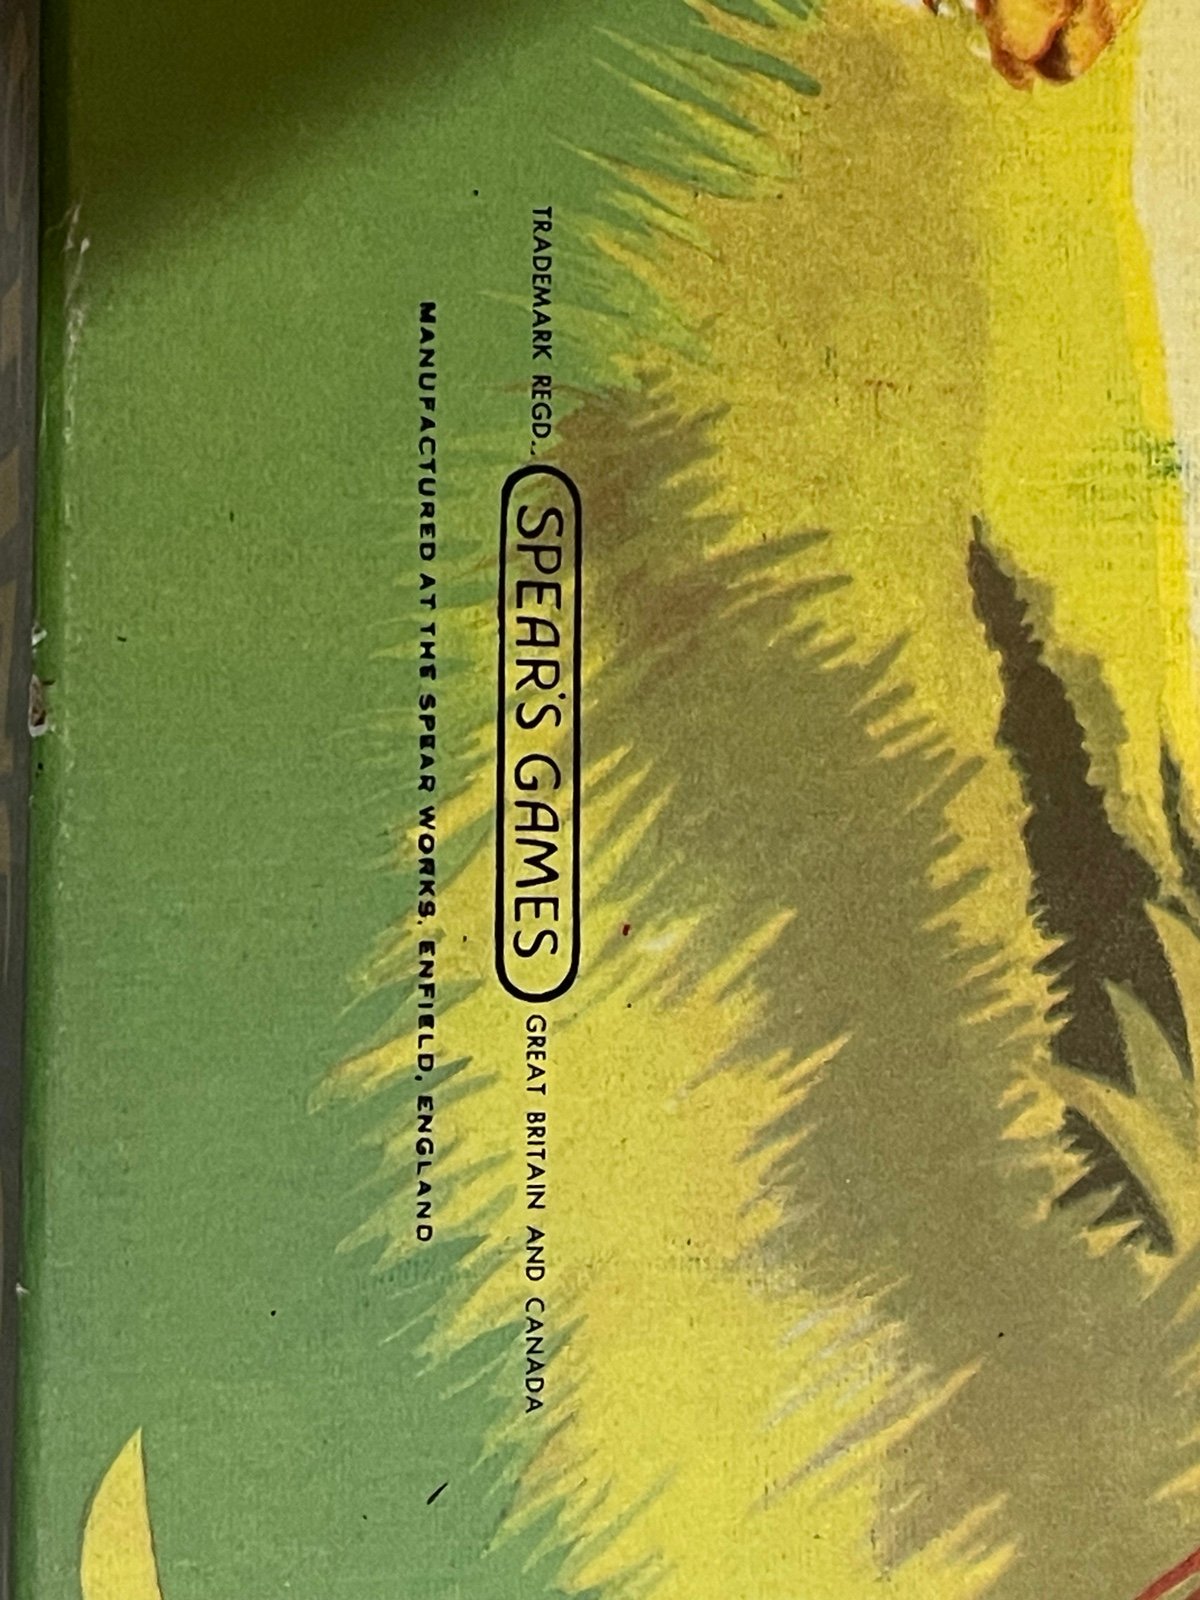 TRADEMARK REGD.. SPEAR'S GAMES GREAT BRITAIN AND CANADA
MANUFACTURED AT THE SPEAR WORKS, ENFIELD, ENGLAND